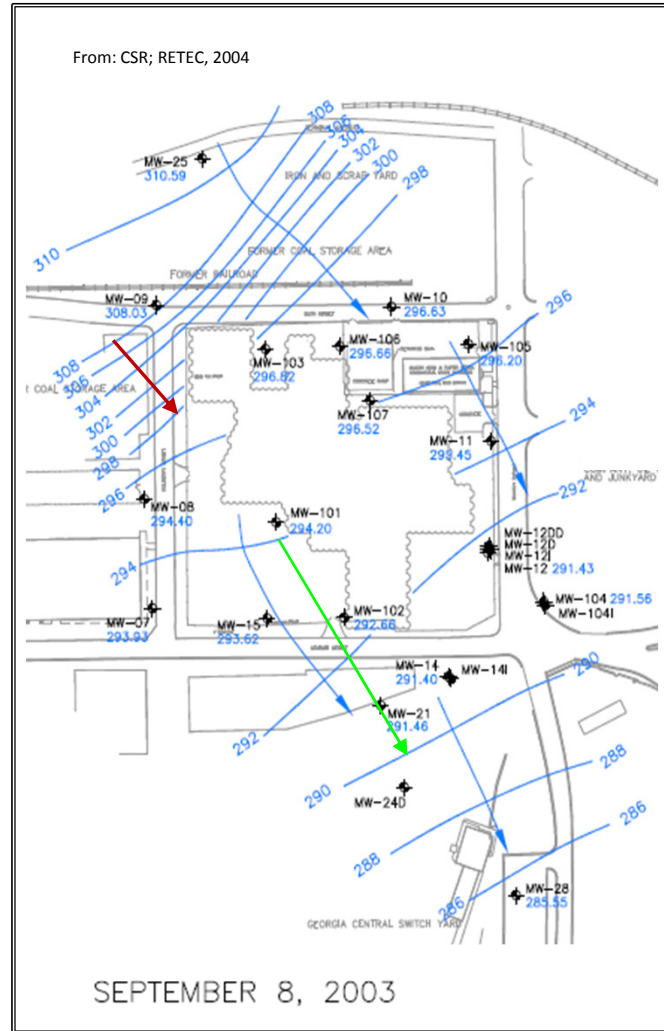 From: CSR; RETEC, 2004
308
306
304
302
300
298
MW-25
310.59
IRON AND SCRAP YARD
310
FORMER COAL STORAGE AREA
FORMER RAILROAD
MW-09
308.03
MW-10
296.63
296
308
306
304
302
300
298
296
COAL STORAGE AREA
MW-103
296.82
MW-106
296.66
MW-105
296.20
MW-107
296.52
MW-11
294
292
AND JUNKYARD
MW-08
294.40
MW-101
294.20
294
MW-12DD
MW-12D
MW-12I
MW-12 291.43
MW-104 291.56
MW-104I
MW-07
293.93
MW-15
293.62
MW-102
292.66
MW-14
291.40
MW-14I
290
MW-21
291.46
292
290
MW-24D
288
286
288
286
MW-28
285.55
GEORGIA CENTRAL SWITCH YARD
SEPTEMBER 8, 2003